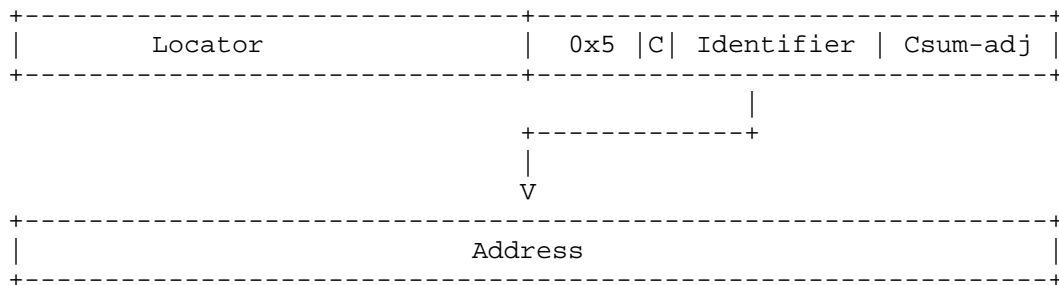 Locator | 0x5 |C| Identifier | Csum-adj
V
Address